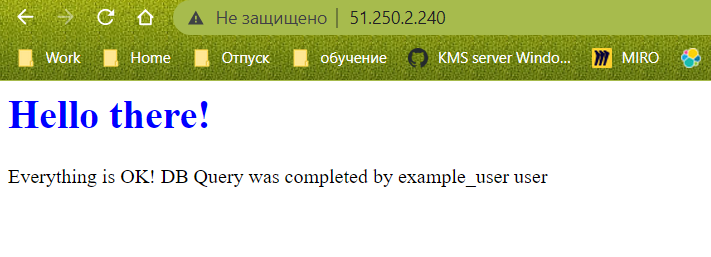 Не защищено | 51.250.2.240
Work Home Отпуск обучение KMS server Windo... MIRO
Hello there!
Everything is OK! DB Query was completed by example_user user